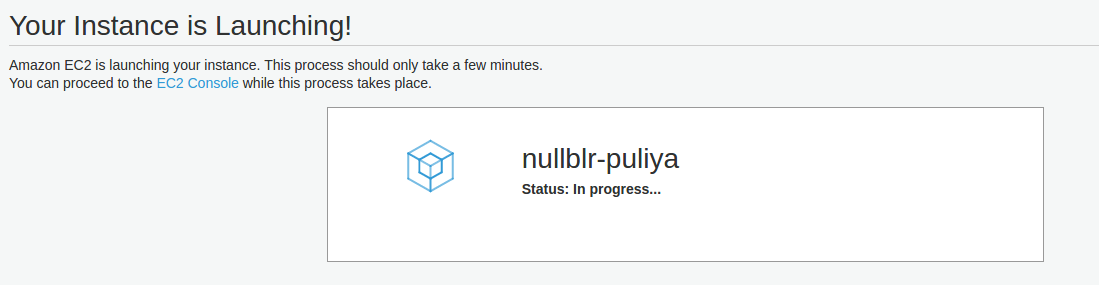 Your Instance is Launching!
Amazon EC2 is launching your instance. This process should only take a few minutes.
You can proceed to the EC2 Console while this process takes place.
nullblr-puliya
Status: In progress...